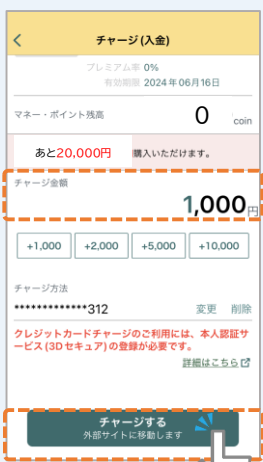 チャージ(入金)
プレミアム率 0%
有効期限 2024年06月16日
マネー・ポイント残高
0 coin
あと20,000円 購入いただけます。
チャージ金額
1,000円
+1,000 +2,000 +5,000 +10,000
チャージ方法
*************312 変更 削除
クレジットカードチャージのご利用には、本人認証サ
ービス(3Dセキュア)の登録が必要です。
詳細はこちら
チャージする
外部サイトに移動します